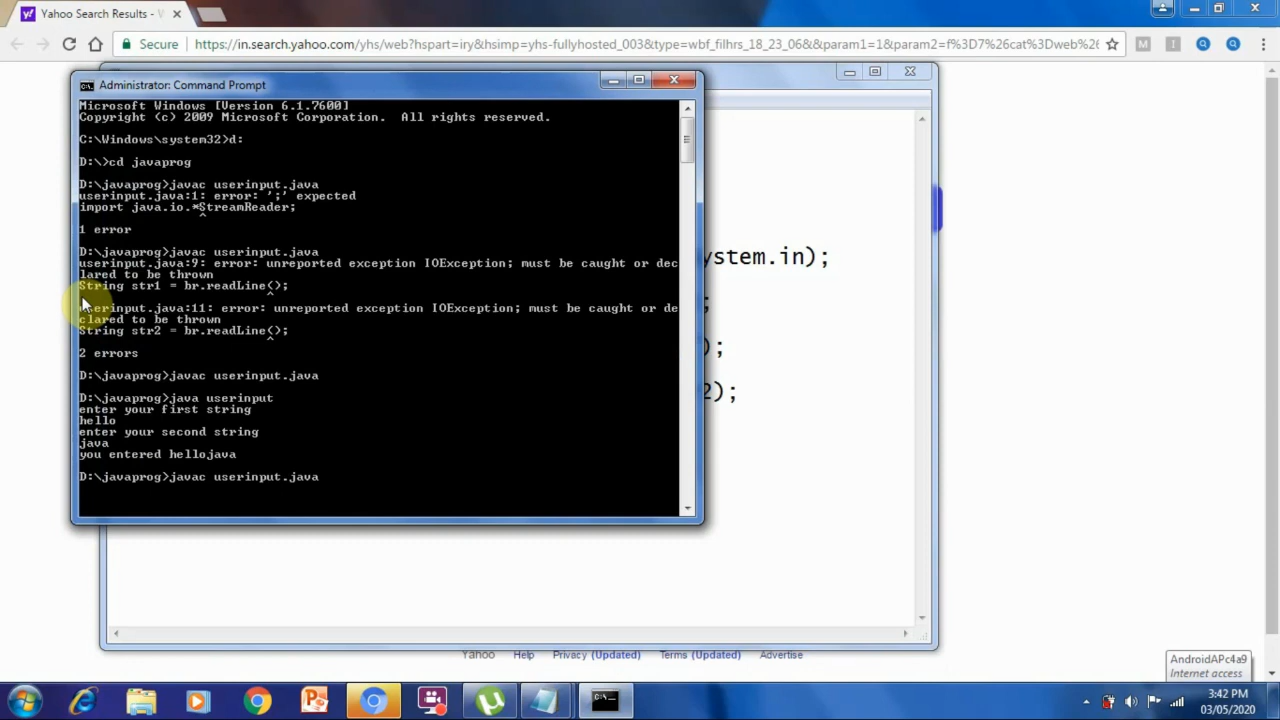 Yahoo Search Results -
Secure
https://in.search.yahoo.com/yhs/web?hspart=iry&hsimp=yhs-fullyhosted_003&type=wbf_filhrs_18_23_06&&param1=1&param2=f%3D7%26cat%3Dweb%26
M
I
Administrator: Command Prompt
Microsoft Windows [Version 6.1.7600]
Copyright (c) 2009 Microsoft Corporation. All rights reserved.
C:\Windows\system32>d:
D:\>cd javaprog
D:\javaprog>javac userinput.java
userinput.java:1: error: ';' expected
import java.io.*StreamReader;
^
1 error
D:\javaprog>javac userinput.java
userinput.java:9: error: unreported exception IOException; must be caught or dec
lared to be thrown
String str1 = br.readLine();
^
userinput.java:11: error: unreported exception IOException; must be caught or de
clared to be thrown
String str2 = br.readLine();
^
2 errors
D:\javaprog>javac userinput.java
D:\javaprog>java userinput
enter your first string
hello
enter your second string
java
you entered hellojava
D:\javaprog>javac userinput.java
ystem.in);
;
);
2);
Yahoo Help Privacy (Updated) Terms (Updated) Advertise
AndroidAPc4a9
Internet access
3:42 PM
03/05/2020